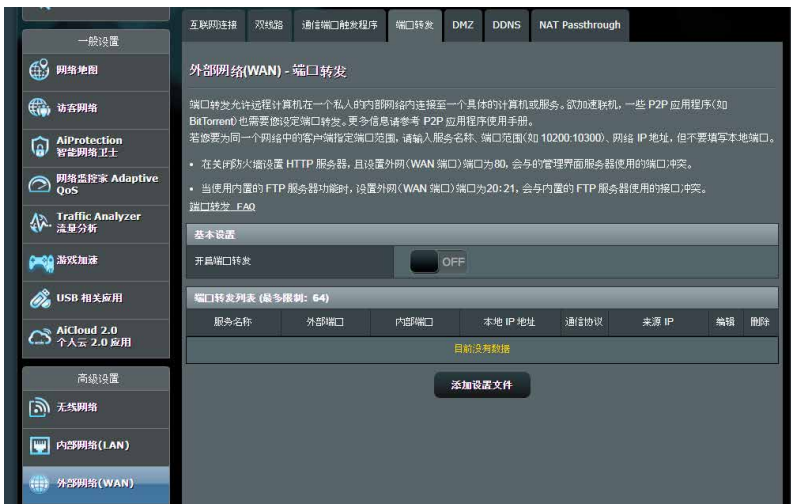 互联网连接 双线路 通信端口触发程序 端口转发 DMZ DDNS NAT Passthrough
一般设置
网络地图
访客网络
AiProtection
智能网络卫士
网络监控家 Adaptive
QoS
Traffic Analyzer
流量分析
游戏加速
USB 相关应用
AiCloud 2.0
个人云 2.0 应用
高级设置
无线网络
内部网络(LAN)
外部网络(WAN)
外部网络(WAN) - 端口转发
端口转发允许远程计算机在一个私人的内部网络内连接至一个具体的计算机或服务。欲加速联机,一些 P2P 应用程序(如
BitTorrent)也需要您设定端口转发。更多信息请参考 P2P 应用程序使用手册。
若您要为同一个网络中的客户端指定端口范围, 请输入服务名称、端口范围(如 10200:10300)、网络 IP 地址, 但不要填写本地端口。
• 在关闭防火墙设置 HTTP 服务器, 且设置外网(WAN 端口)端口为80, 会与的管理界面服务器使用的端口冲突。
• 当使用内置的 FTP 服务器功能时, 设置外网(WAN 端口)端口为20:21, 会与内置的 FTP 服务器使用的接口冲突。
端口转发 FAQ
基本设置
开启端口转发 OFF
端口转发列表 (最多限制: 64)
服务名称 外部端口 内部端口 本地 IP 地址 通信协议 来源 IP 编辑 删除
目前没有数据
添加设置文件